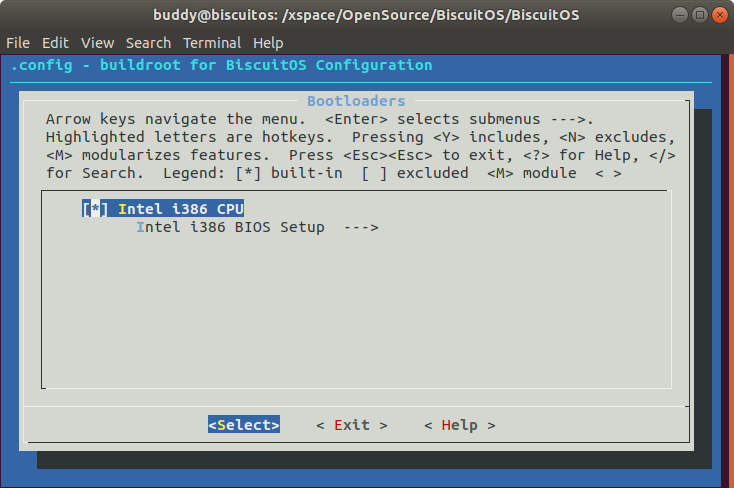 buddy@biscuitos: /xspace/OpenSource/BiscuitOS/BiscuitOS
File Edit View Search Terminal Help
.config - buildroot for BiscuitOS Configuration
Bootloaders
Arrow keys navigate the menu.  <Enter> selects submenus --->.
Highlighted letters are hotkeys.  Pressing <Y> includes, <N> excludes,
<M> modularizes features.  Press <Esc><Esc> to exit, <?> for Help, </>
for Search.  Legend: [*] built-in  [ ] excluded  <M> module  < >
[*] Intel i386 CPU
Intel i386 BIOS Setup  --->
<Select>    < Exit >    < Help >